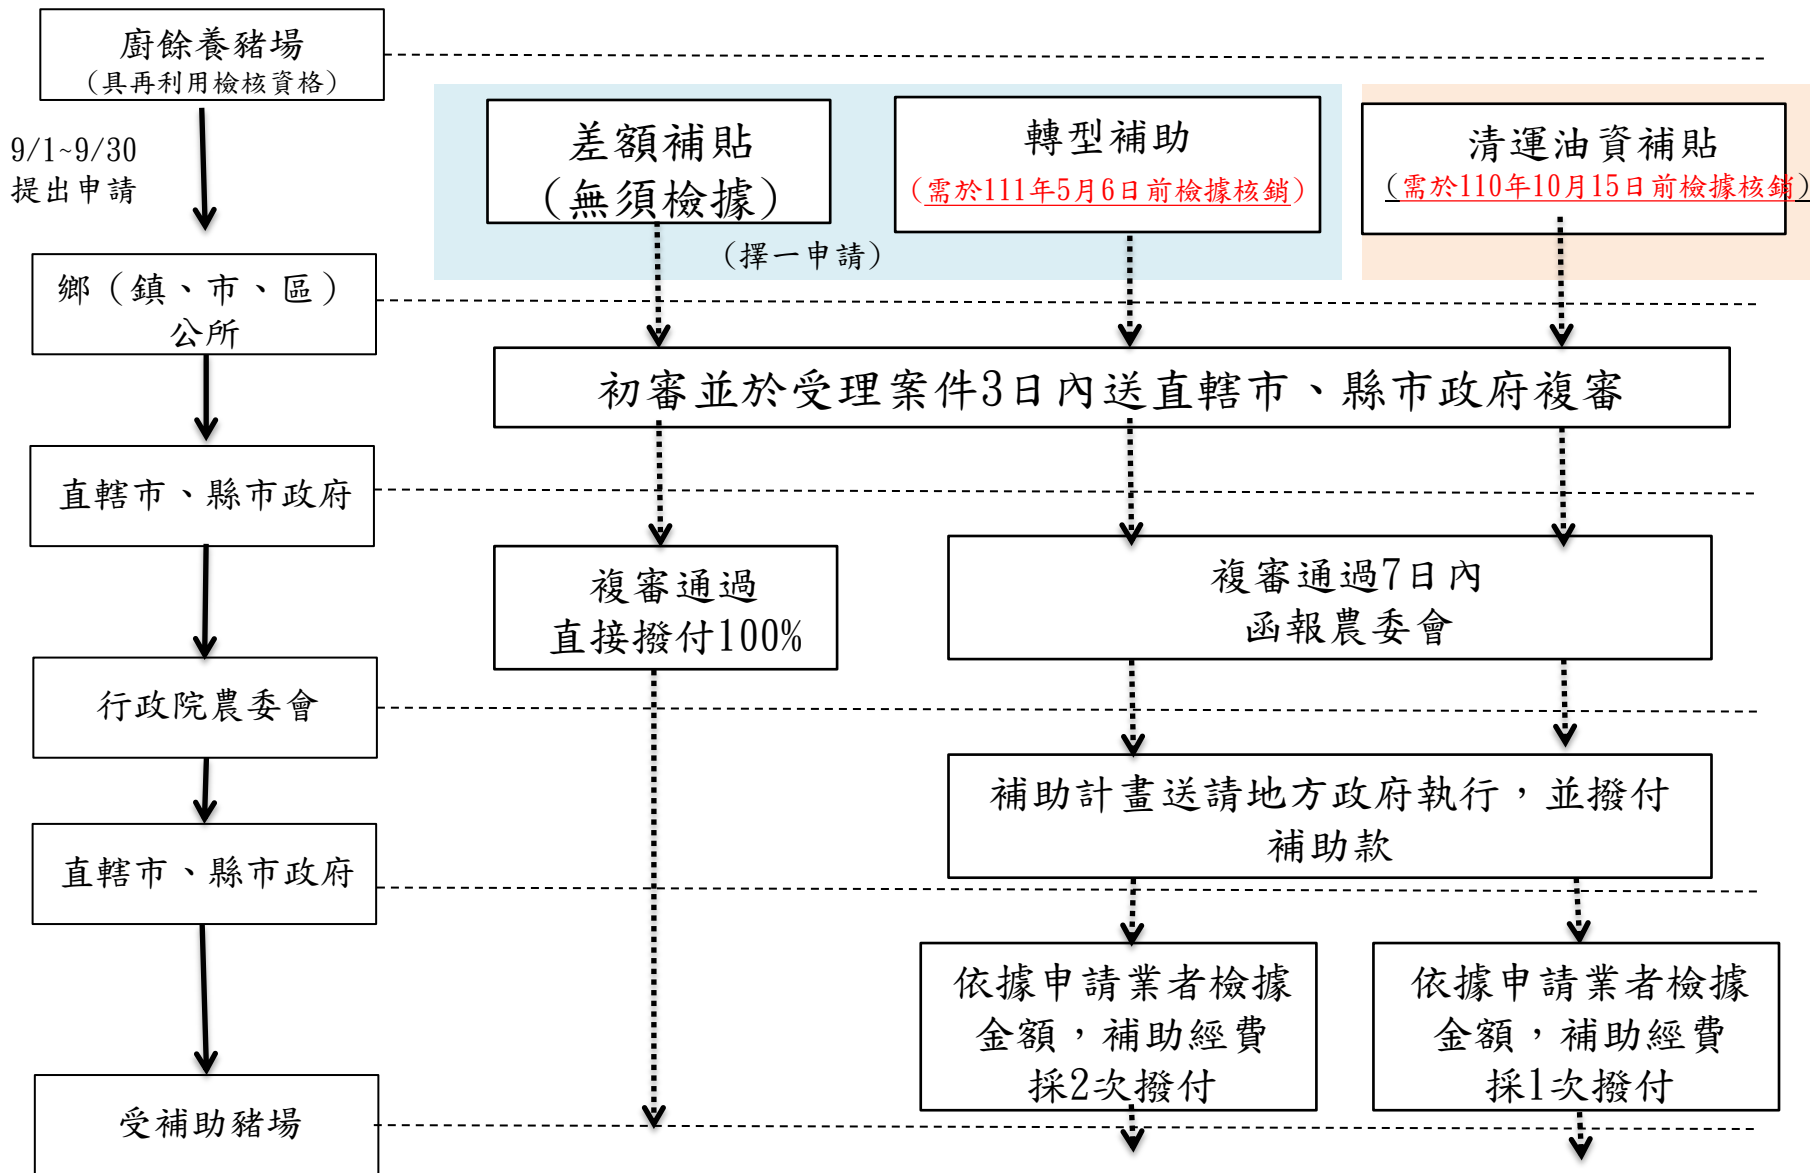 廚餘養豬場
（具再利用檢核資格）
9/1~9/30
提出申請
差額補貼
（無須檢據）
轉型補助
（需於111年5月6日前檢據核銷）
（擇一申請）
清運油資補貼
（需於110年10月15日前檢據核銷）
鄉（鎮、市、區）
公所
初審並於受理案件3日內送直轄市、縣市政府複審
直轄市、縣市政府
複審通過
直接撥付100%
複審通過7日內
函報農委會
行政院農委會
補助計畫送請地方政府執行，並撥付
補助款
直轄市、縣市政府
依據申請業者檢據
金額，補助經費
採2次撥付
依據申請業者檢據
金額，補助經費
採1次撥付
受補助豬場